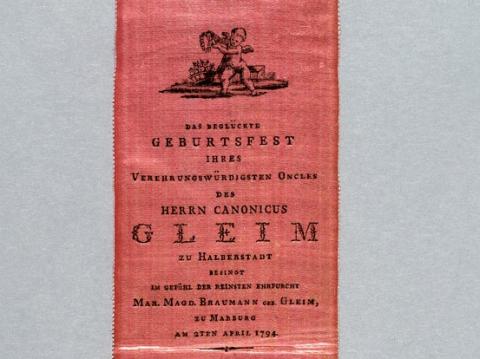 DAS BEGLÜCKTE
GEBURTSFEST
IHRES
VEREHRUNGSWÜRDIGSTEN ONCLES
DES
HERRN CANONICUS
GLEIM
ZU HALBERSTADT
BESINGT
IM GEFÜHL DER REINSTEN EHRFURCHT
MAR. MAGD. BRAUMANN GEB. GLEIM,
ZU MARBURG
AM 2TEN APRIL 1794.